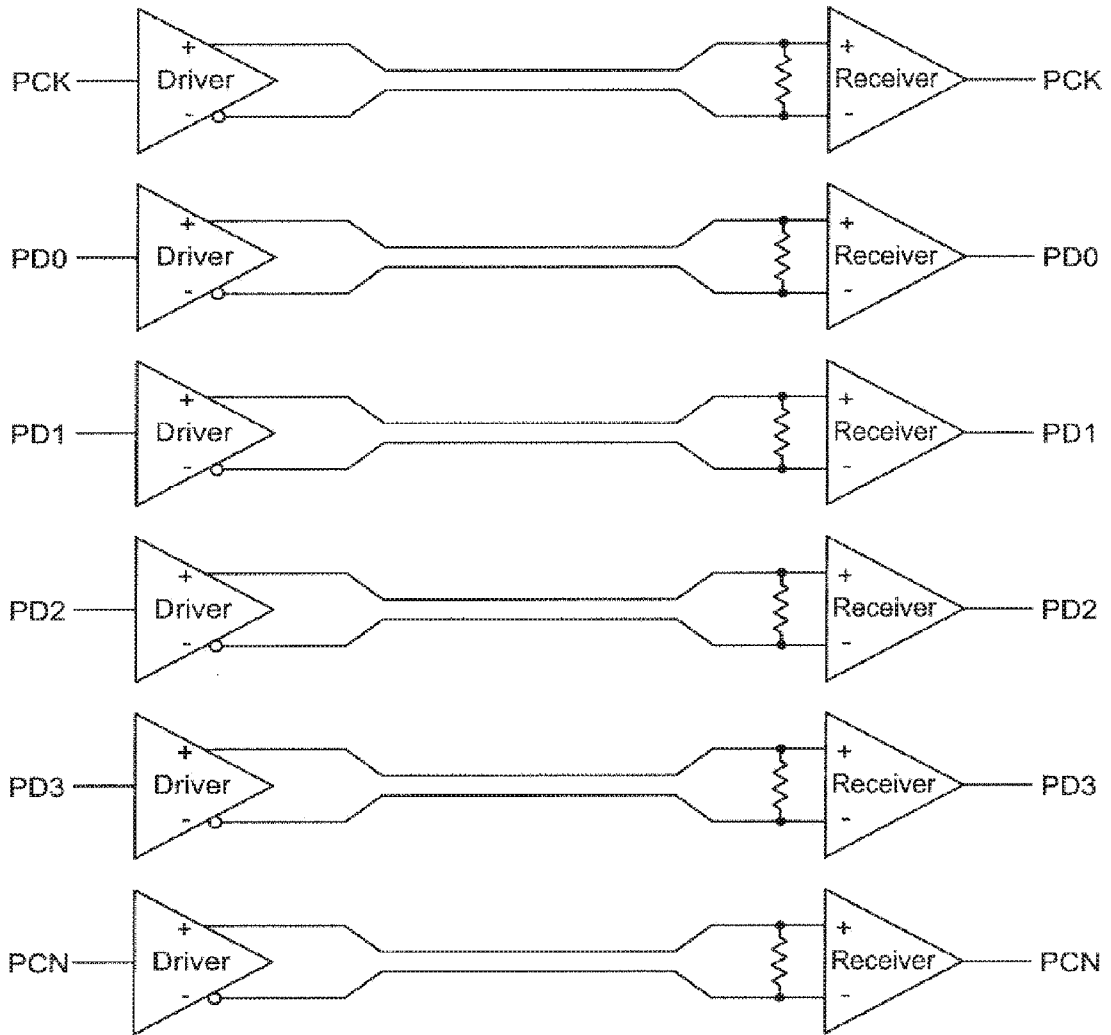 +
PCK Driver Receiver PCK
-
+
PD0 Driver Receiver PD0
-
+
PD1 Driver Receiver PD1
-
+
PD2 Driver Receiver PD2
-
+
PD3 Driver Receiver PD3
-
+
PCN Driver Receiver PCN
-